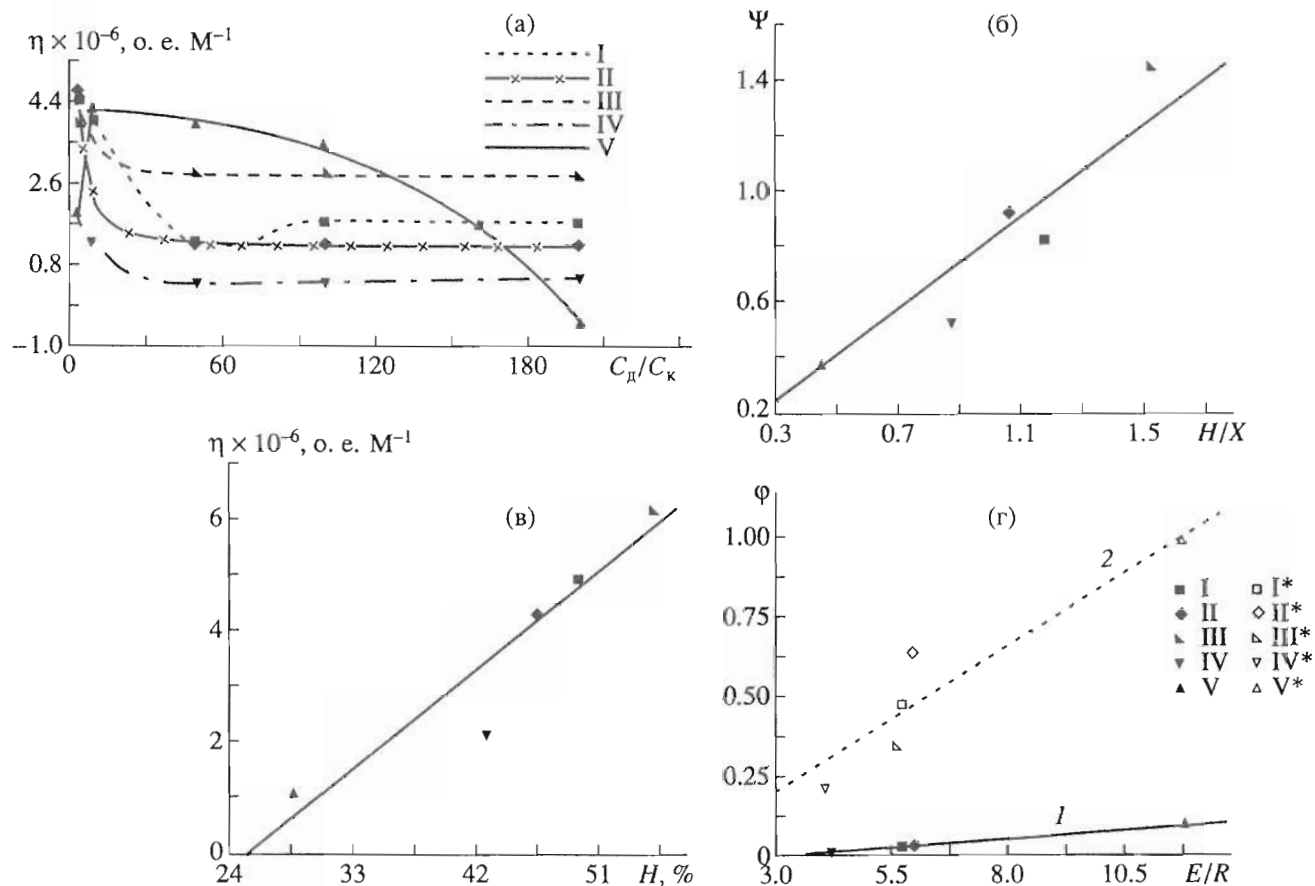 (а)
η × 10⁻⁶, о. е. М⁻¹
I
II
III
IV
V
4.4
2.6
0.8
−1.0
0 60 120 180 C_д/C_к
(б)
Ψ
1.4
1.0
0.6
0.2
0.3 0.7 1.1 1.5 H/X
(в)
η × 10⁻⁶, о. е. М⁻¹
6
4
2
0
24 33 42 51 H, %
(г)
φ
1.00
0.75
0.50
0.25
0
2
1
I I*
II II*
III III*
IV IV*
V V*
3.0 5.5 8.0 10.5 E/R